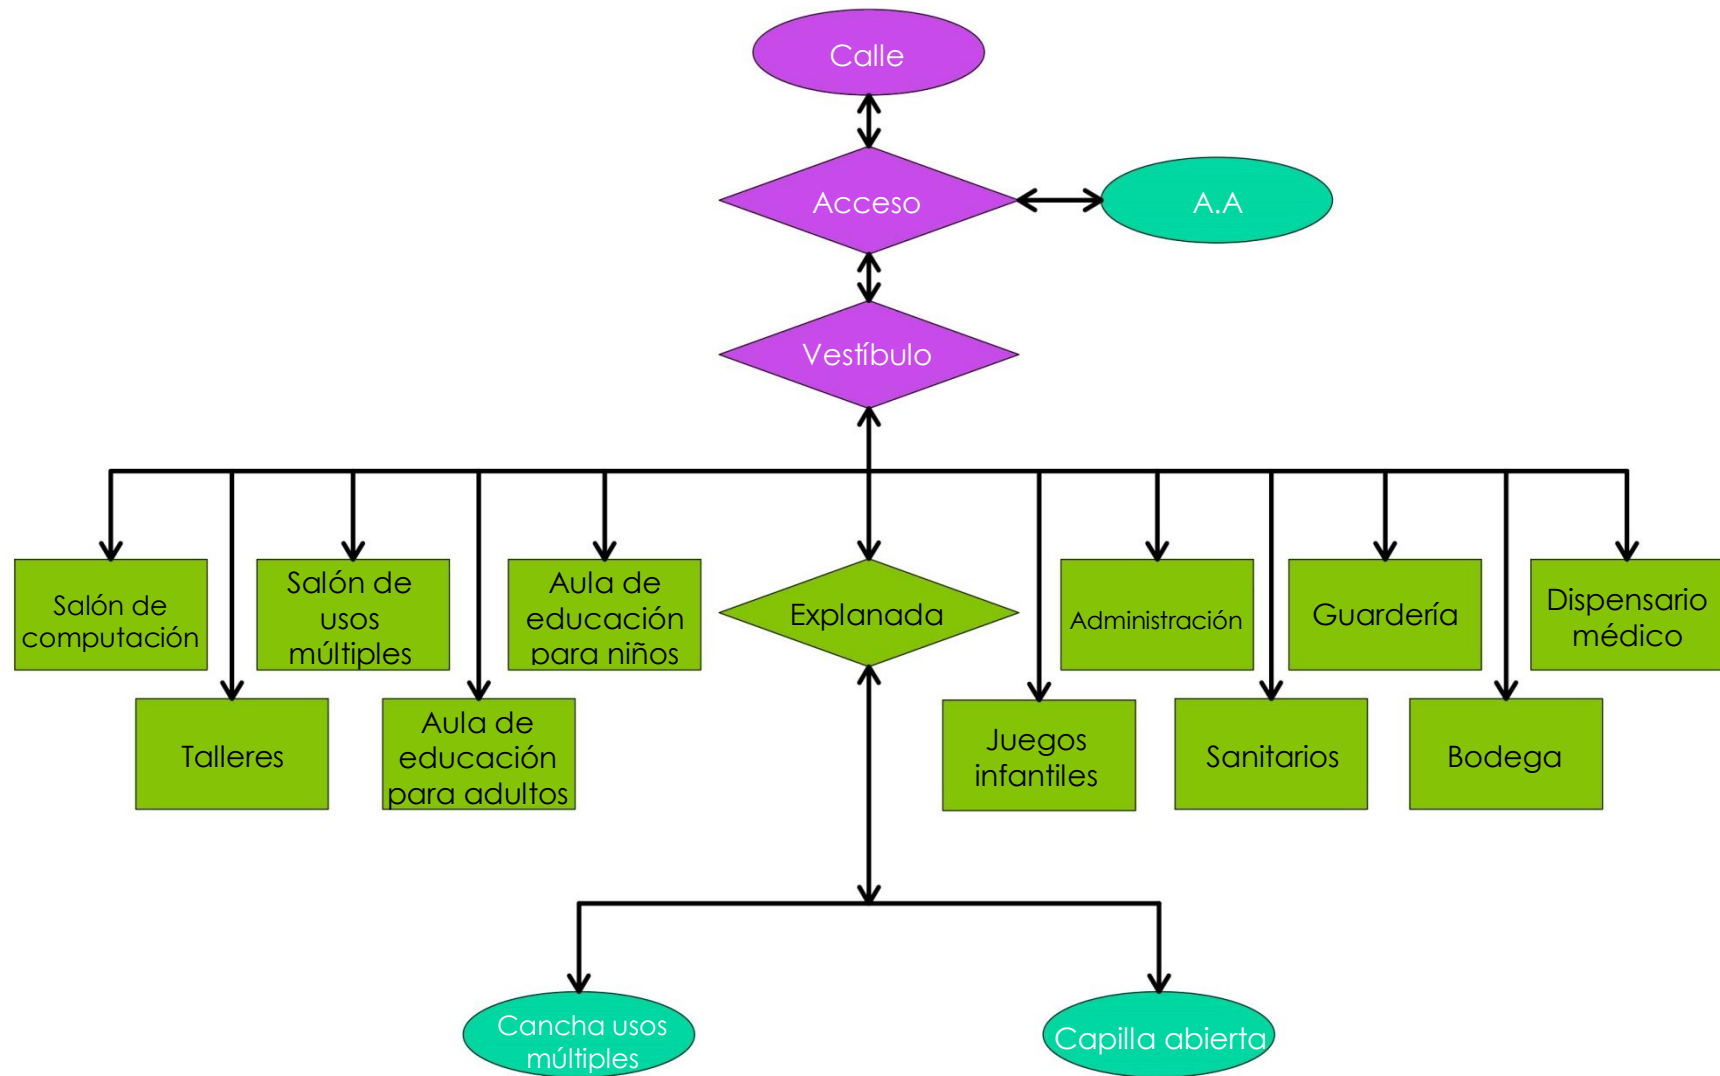 Calle
Acceso
A.A
Vestíbulo
Salón de
computación
Salón de
usos
múltiples
Aula de
educación
para niños
Explanada
Administración
Guardería
Dispensario
médico
Talleres
Aula de
educación
para adultos
Juegos
infantiles
Sanitarios
Bodega
Cancha usos
múltiples
Capilla abierta